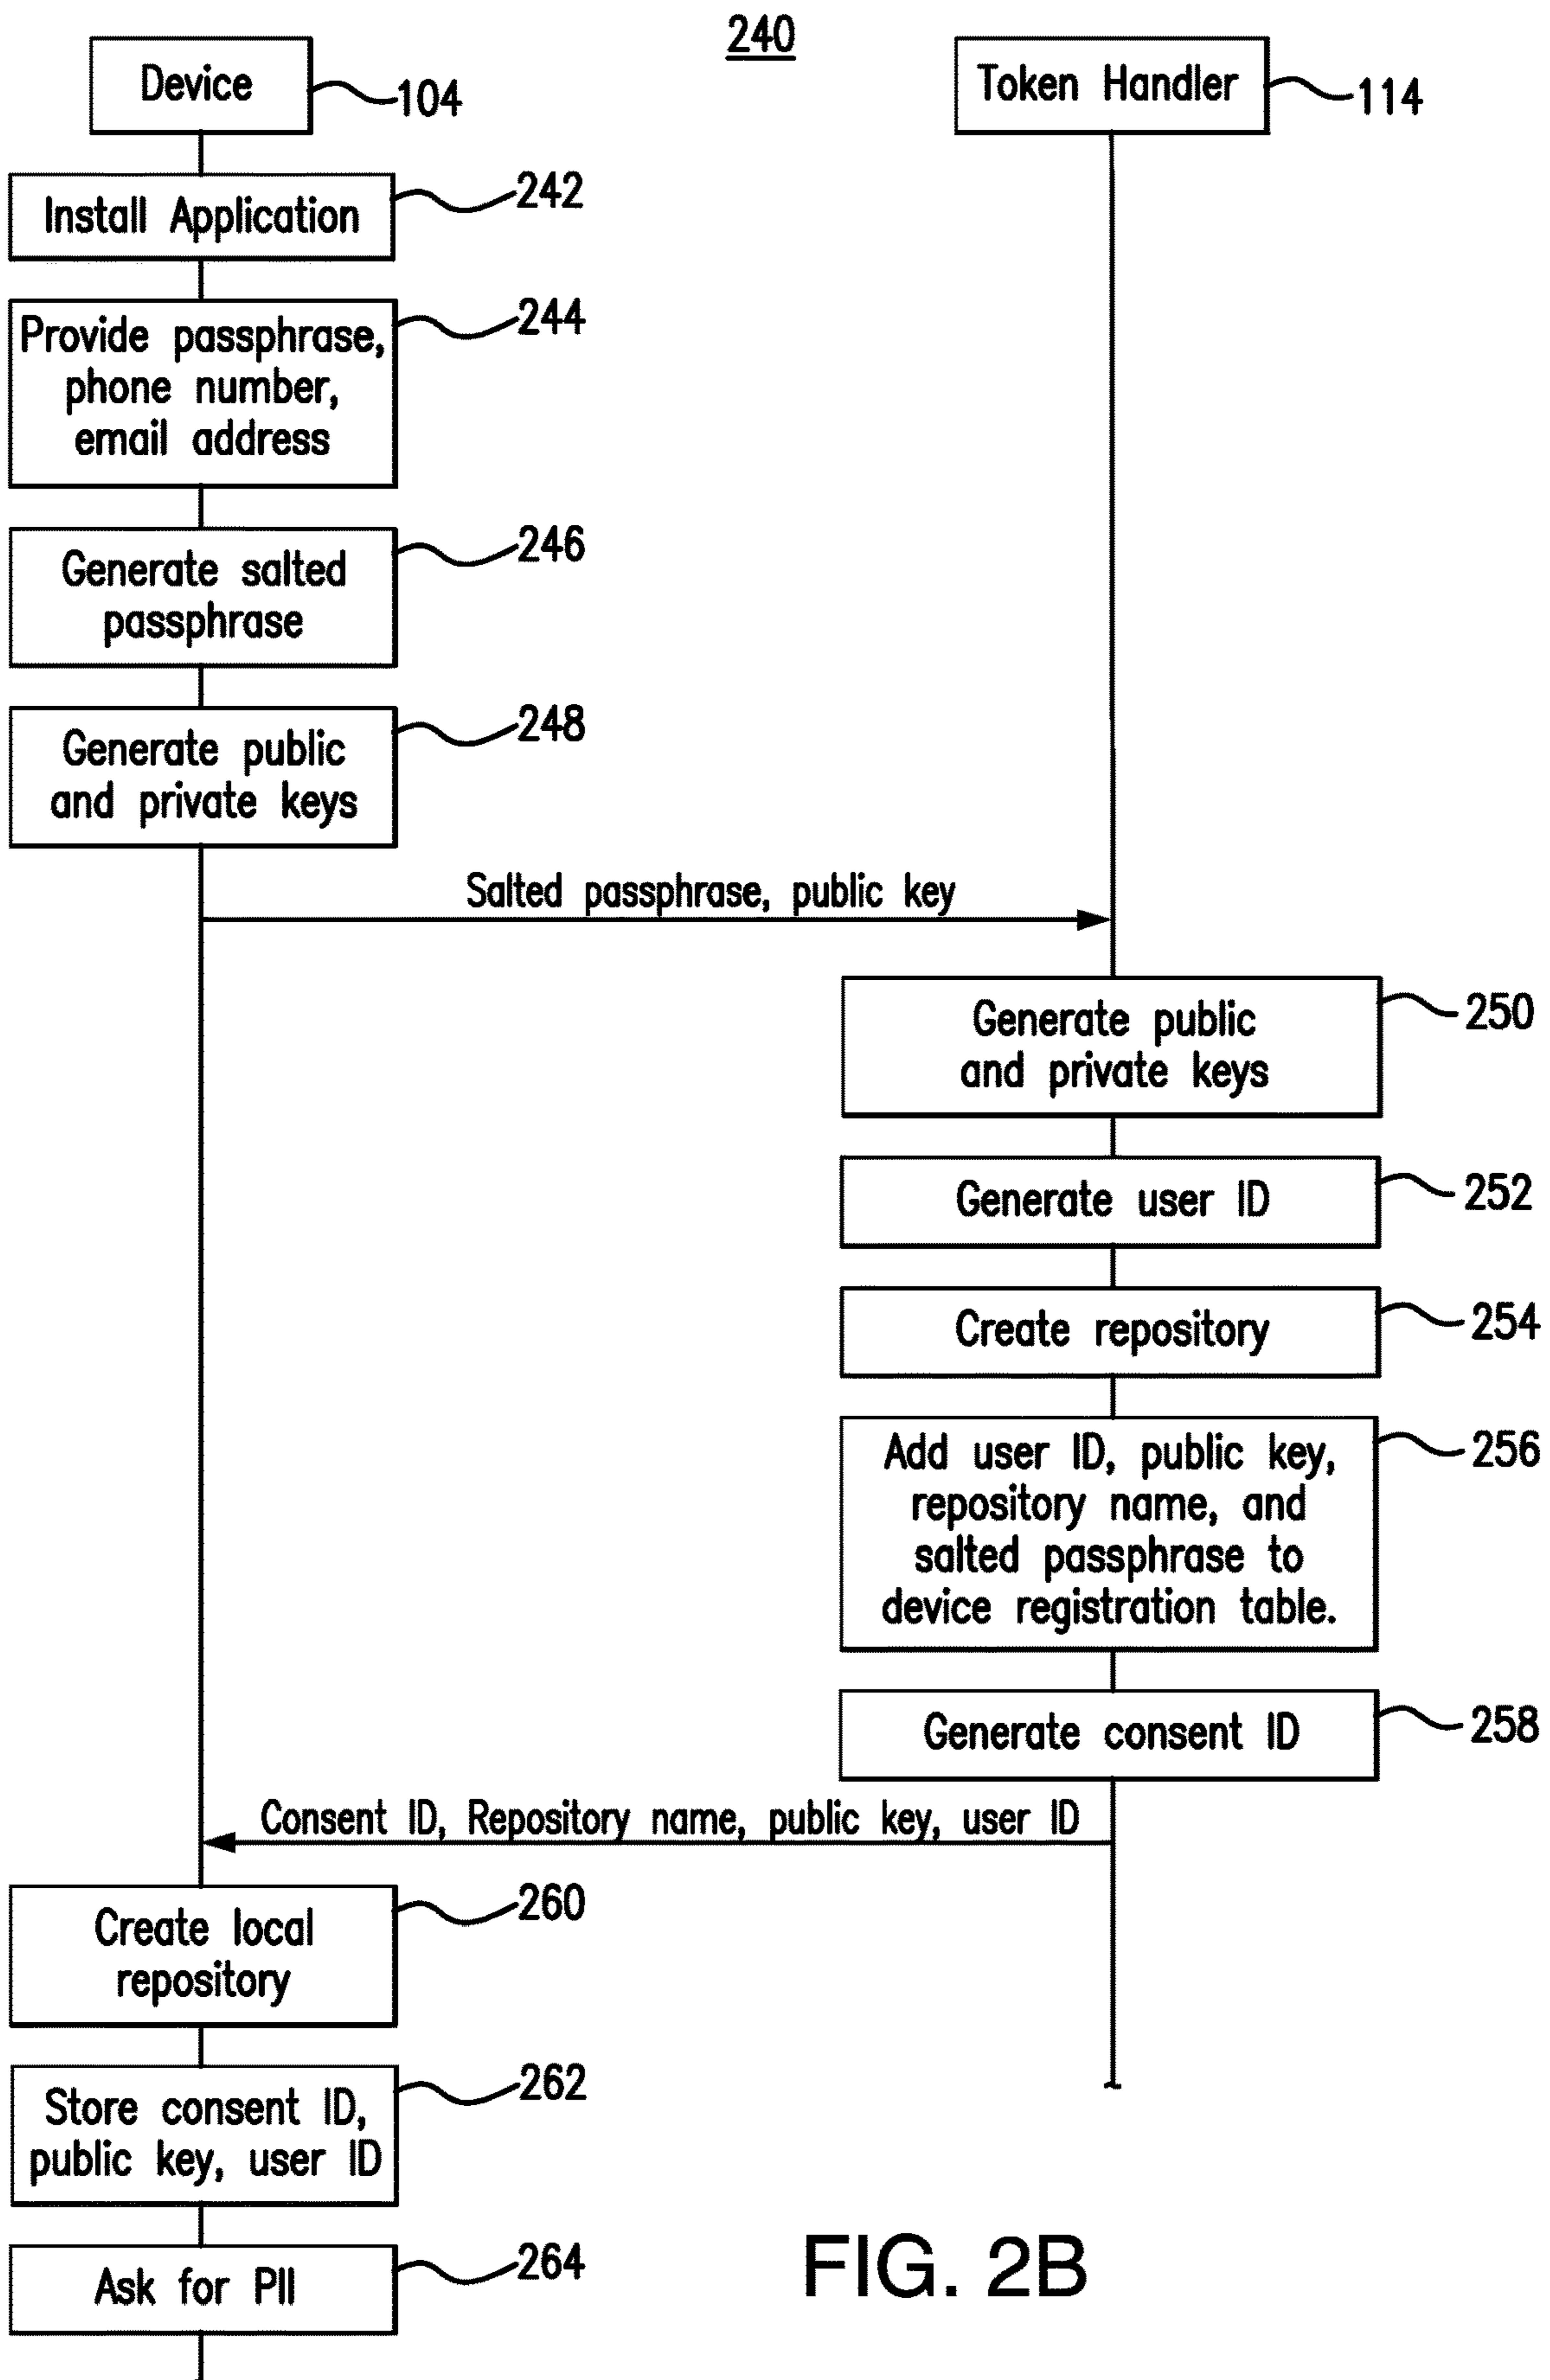 240
Device
104
Token Handler
114
Install Application
242
Provide passphrase,
phone number,
email address
244
Generate salted
passphrase
246
Generate public
and private keys
248
Salted passphrase, public key
Generate public
and private keys
250
Generate user ID
252
Create repository
254
Add user ID, public key,
repository name, and
salted passphrase to
device registration table.
256
Generate consent ID
258
Consent ID, Repository name, public key, user ID
Create local
repository
260
Store consent ID,
public key, user ID
262
Ask for PII
264
FIG. 2B